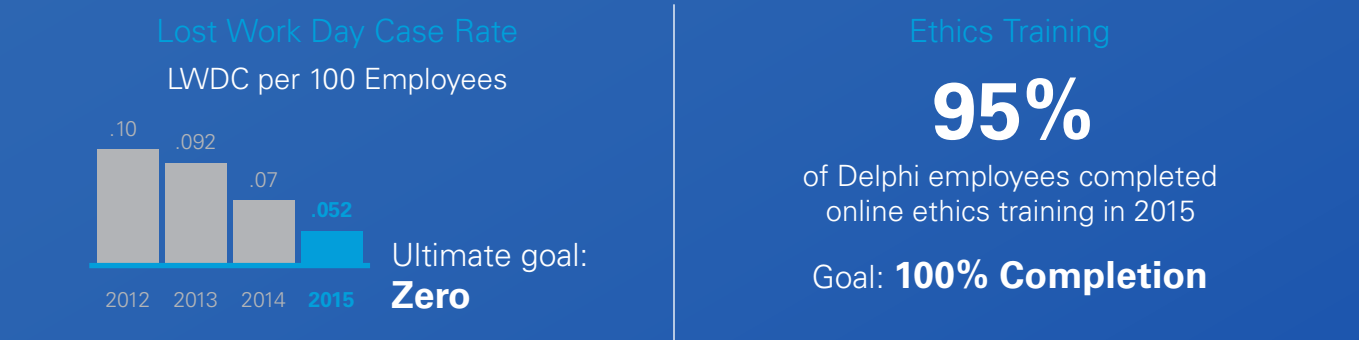 Lost Work Day Case Rate
LWDC per 100 Employees
.10
.092
.07
.052
2012 2013 2014 2015
Ultimate goal:
Zero
Ethics Training
95%
of Delphi employees completed
online ethics training in 2015
Goal: 100% Completion